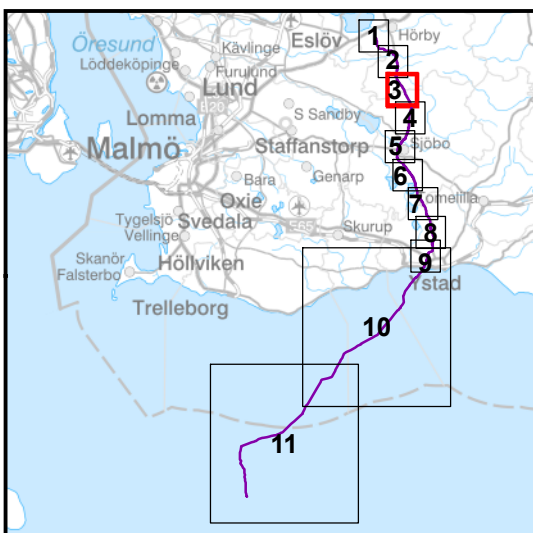 1
Hörby
Eslöv
Öresund
Kävlinge
2
Löddeköpinge
Furulund
Lund
3
E20
Lomma
S Sandby
4
Malmö
Staffanstorp
5
Sjöbo
Bara
Genarp
6
Oxie
7
Tomelilla
Tygelsjö
Svedala
E65
Skurup
8
Vellinge
Skanör
Höllviken
9
Falsterbo
Ystad
Trelleborg
10
11